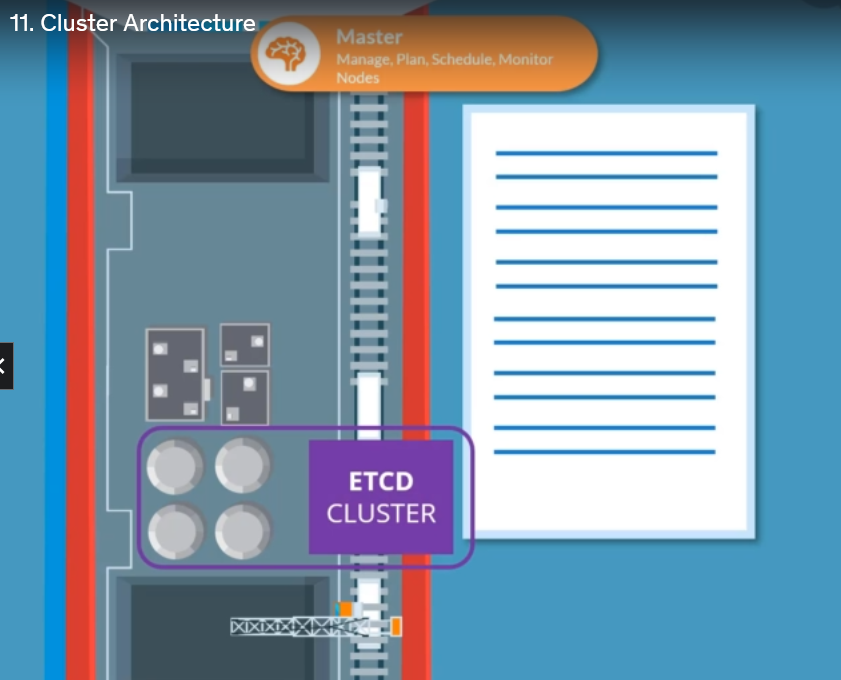 11. Cluster Architecture
Master
Manage, Plan, Schedule, Monitor
Nodes
ETCD
CLUSTER